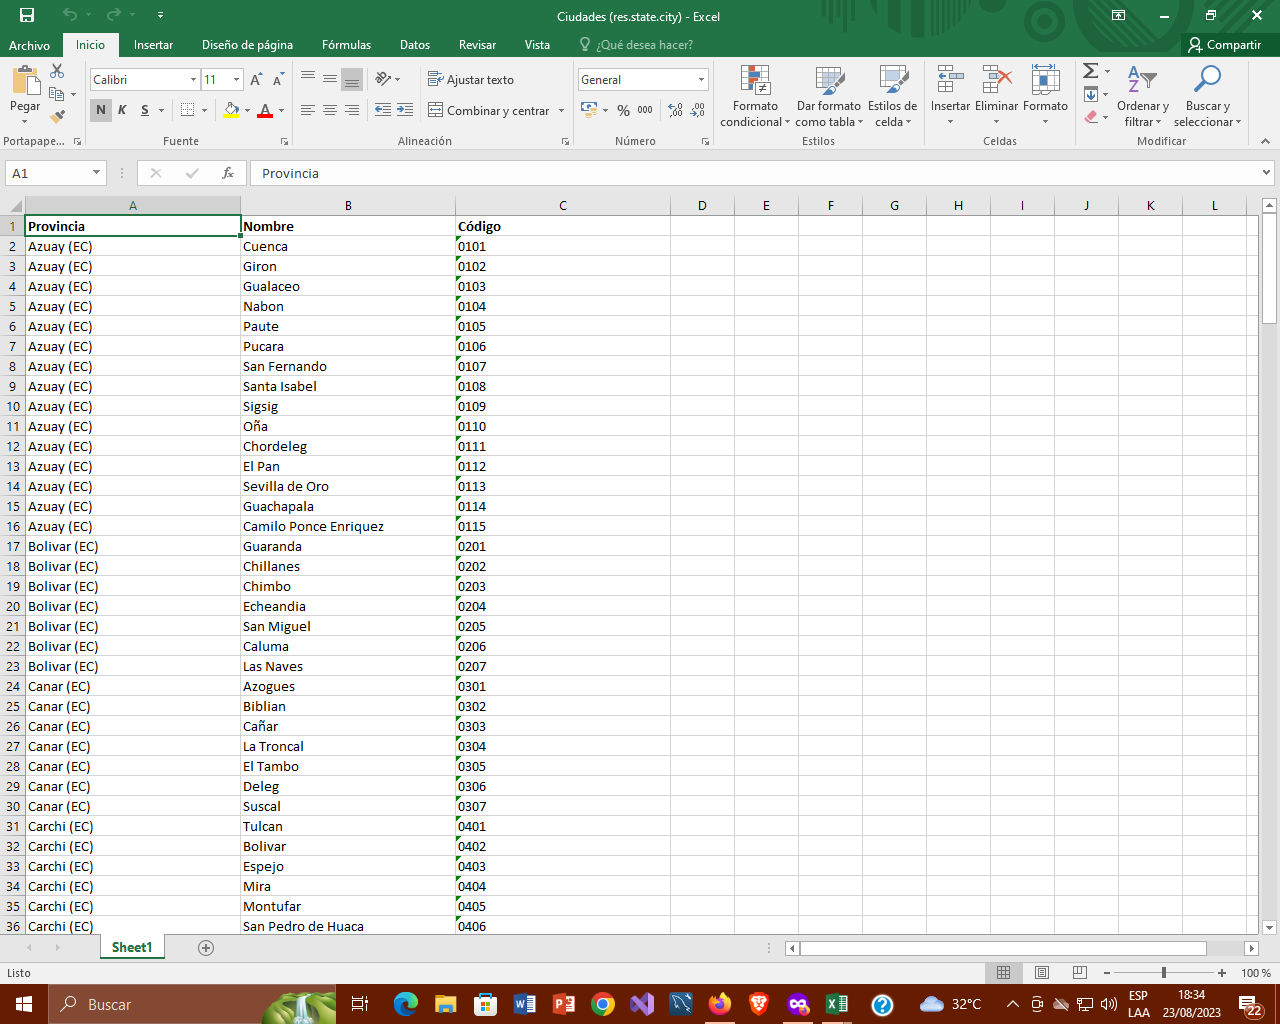 Ciudades (res.state.city) - Excel
Archivo Inicio Insertar Diseño de página Fórmulas Datos Revisar Vista ¿Qué desea hacer? Compartir
Pegar Calibri 11 Ajustar texto General Formato condicional Dar formato como tabla Estilos de celda Insertar Eliminar Formato Ordenar y filtrar Buscar y seleccionar
N K S A Combinar y centrar % 000
Portapape... Fuente Alineación Número Estilos Celdas Modificar
A1 fx Provincia
A B C D E F G H I J K L
1 Provincia Nombre Código
2 Azuay (EC) Cuenca 0101
3 Azuay (EC) Giron 0102
4 Azuay (EC) Gualaceo 0103
5 Azuay (EC) Nabon 0104
6 Azuay (EC) Paute 0105
7 Azuay (EC) Pucara 0106
8 Azuay (EC) San Fernando 0107
9 Azuay (EC) Santa Isabel 0108
10 Azuay (EC) Sigsig 0109
11 Azuay (EC) Oña 0110
12 Azuay (EC) Chordeleg 0111
13 Azuay (EC) El Pan 0112
14 Azuay (EC) Sevilla de Oro 0113
15 Azuay (EC) Guachapala 0114
16 Azuay (EC) Camilo Ponce Enriquez 0115
17 Bolivar (EC) Guaranda 0201
18 Bolivar (EC) Chillanes 0202
19 Bolivar (EC) Chimbo 0203
20 Bolivar (EC) Echeandia 0204
21 Bolivar (EC) San Miguel 0205
22 Bolivar (EC) Caluma 0206
23 Bolivar (EC) Las Naves 0207
24 Canar (EC) Azogues 0301
25 Canar (EC) Biblian 0302
26 Canar (EC) Cañar 0303
27 Canar (EC) La Troncal 0304
28 Canar (EC) El Tambo 0305
29 Canar (EC) Deleg 0306
30 Canar (EC) Suscal 0307
31 Carchi (EC) Tulcan 0401
32 Carchi (EC) Bolivar 0402
33 Carchi (EC) Espejo 0403
34 Carchi (EC) Mira 0404
35 Carchi (EC) Montufar 0405
36 Carchi (EC) San Pedro de Huaca 0406
Sheet1
Listo 100 %
Buscar 32°C ESP LAA 18:34 23/08/2023 22